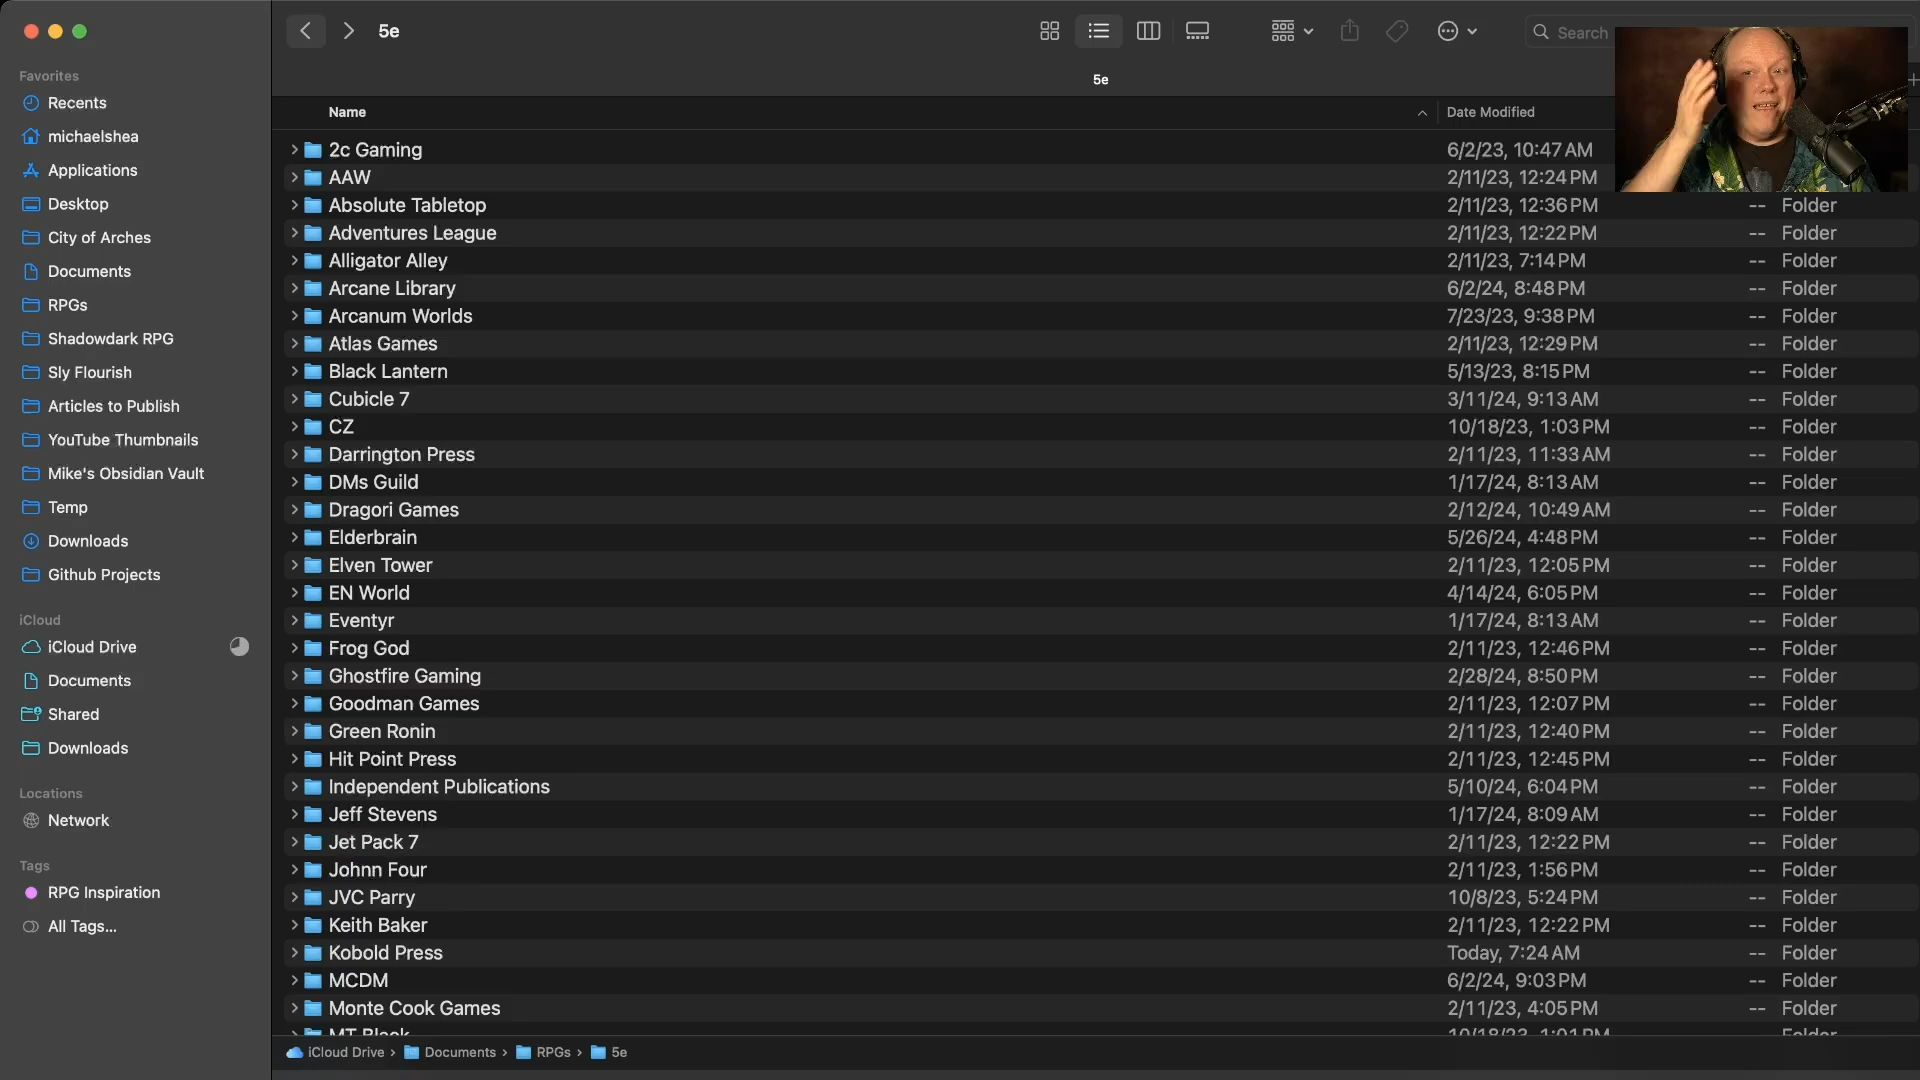 5e
Search
5e
Favorites
Recents
michaelshea
Applications
Desktop
City of Arches
Documents
RPGs
Shadowdark RPG
Sly Flourish
Articles to Publish
YouTube Thumbnails
Mike's Obsidian Vault
Temp
Downloads
Github Projects
iCloud
iCloud Drive
Documents
Shared
Downloads
Locations
Network
Tags
RPG Inspiration
All Tags...
Name Date Modified
2c Gaming 6/2/23, 10:47 AM
AAW 2/11/23, 12:24 PM
Absolute Tabletop 2/11/23, 12:36 PM -- Folder
Adventures League 2/11/23, 12:22 PM -- Folder
Alligator Alley 2/11/23, 7:14 PM -- Folder
Arcane Library 6/2/24, 8:48 PM -- Folder
Arcanum Worlds 7/23/23, 9:38 PM -- Folder
Atlas Games 2/11/23, 12:29 PM -- Folder
Black Lantern 5/13/23, 8:15 PM -- Folder
Cubicle 7 3/11/24, 9:13 AM -- Folder
CZ 10/18/23, 1:03 PM -- Folder
Darrington Press 2/11/23, 11:33 AM -- Folder
DMs Guild 1/17/24, 8:13 AM -- Folder
Dragori Games 2/12/24, 10:49 AM -- Folder
Elderbrain 5/26/24, 4:48 PM -- Folder
Elven Tower 2/11/23, 12:05 PM -- Folder
EN World 4/14/24, 6:05 PM -- Folder
Eventyr 1/17/24, 8:13 AM -- Folder
Frog God 2/11/23, 12:46 PM -- Folder
Ghostfire Gaming 2/28/24, 8:50 PM -- Folder
Goodman Games 2/11/23, 12:07 PM -- Folder
Green Ronin 2/11/23, 12:40 PM -- Folder
Hit Point Press 2/11/23, 12:45 PM -- Folder
Independent Publications 5/10/24, 6:04 PM -- Folder
Jeff Stevens 1/17/24, 8:09 AM -- Folder
Jet Pack 7 2/11/23, 12:22 PM -- Folder
Johnn Four 2/11/23, 1:56 PM -- Folder
JVC Parry 10/8/23, 5:24 PM -- Folder
Keith Baker 2/11/23, 12:22 PM -- Folder
Kobold Press Today, 7:24 AM -- Folder
MCDM 6/2/24, 9:03 PM -- Folder
Monte Cook Games 2/11/23, 4:05 PM -- Folder
MT Black 10/18/23, 1:01 PM -- Folder
iCloud Drive › Documents › RPGs › 5e